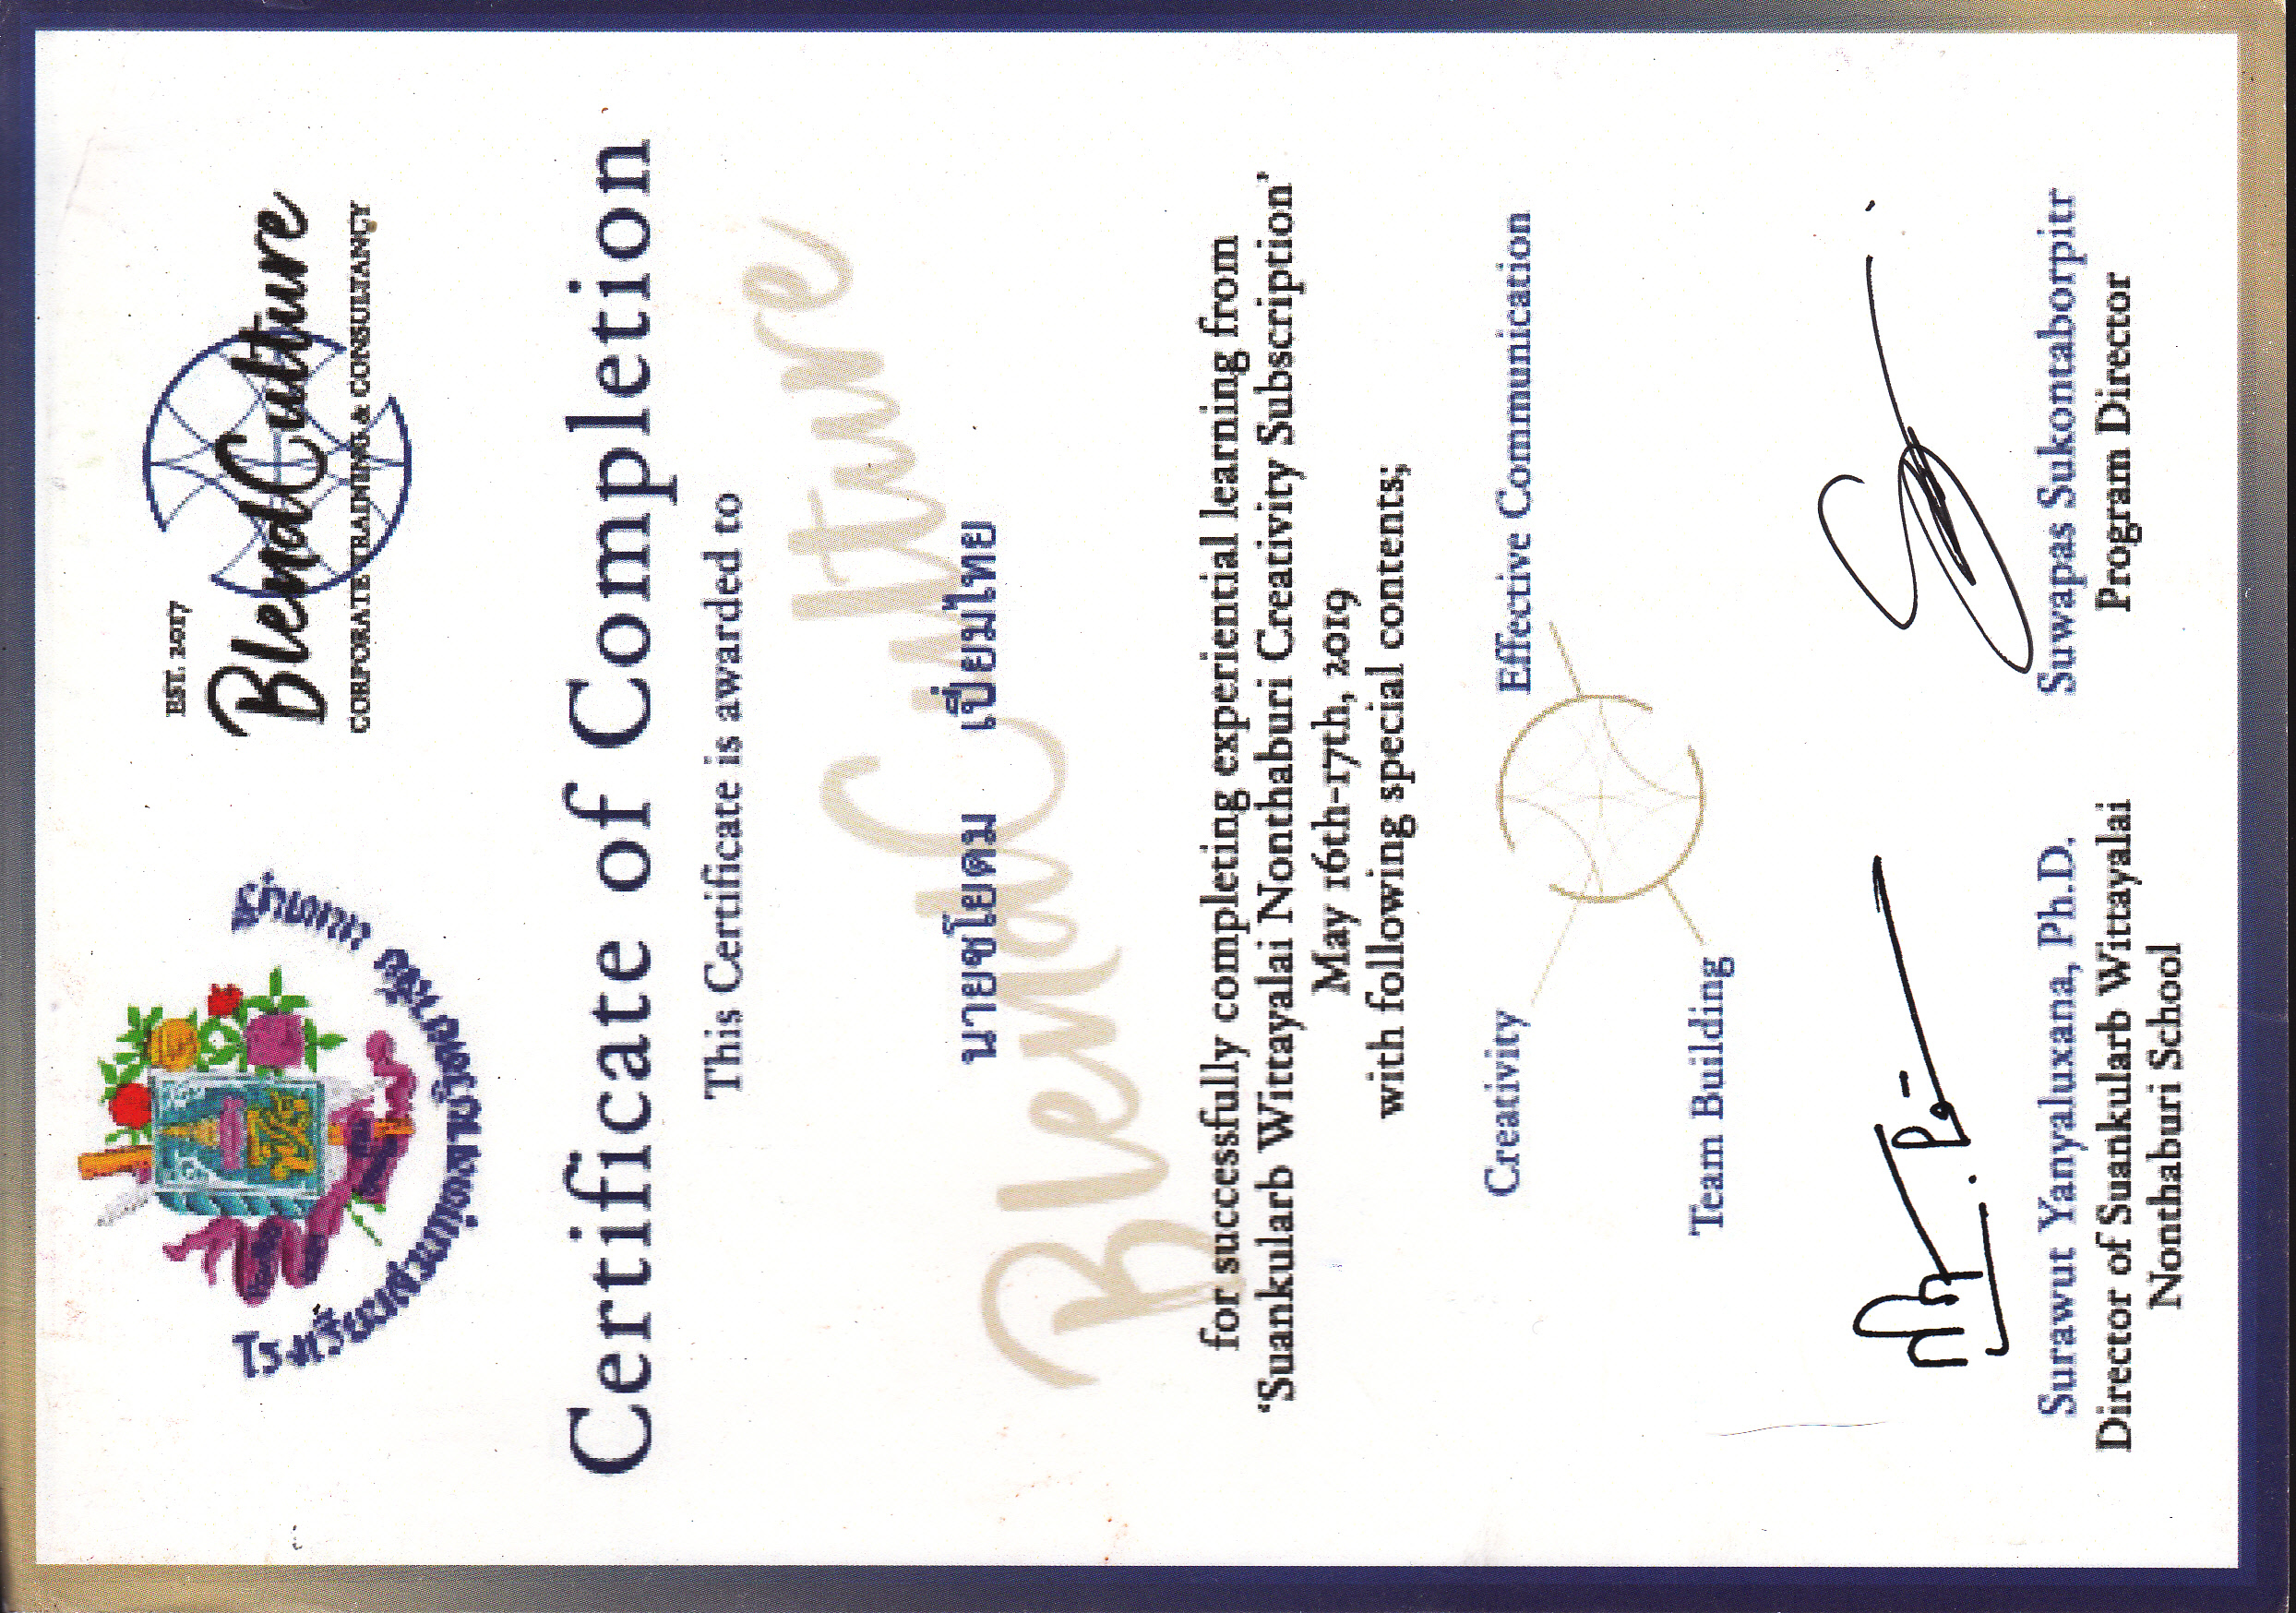 โรงเรียนสวนกุหลาบวิทยาลัย นนทบุรี
EST. 2017
BlendCulture
CORPORATE TRAINING & CONSULTANCY
Certificate of Completion
This Certificate is awarded to
BlendCulture
นายชโยดม เปี่ยมไทย
for successfully completing experiential learning from
‘Suankularb Wittayalai Nonthaburi Creativity Subscription’
May 16th-17th, 2019
with following special contents;
Creativity
Effective Communication
Team Building
Surawut Yanyaluxana, Ph.D.
Director of Suankularb Wittayalai
Nonthaburi School
Suwapas Sukontaborpitr
Program Director